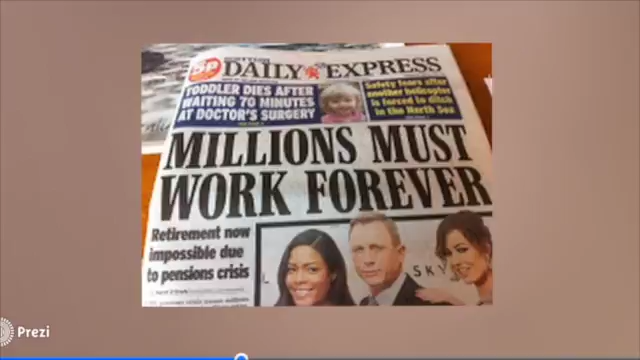 5p
DAILY EXPRESS
TODDLER DIES AFTER
WAITING 70 MINUTES
AT DOCTOR'S SURGERY
Safety fears after
another helicopter
is forced to ditch
in the North Sea
MILLIONS MUST
WORK FOREVER
Retirement now
impossible due
to pensions crisis
L
SKY
Prezi